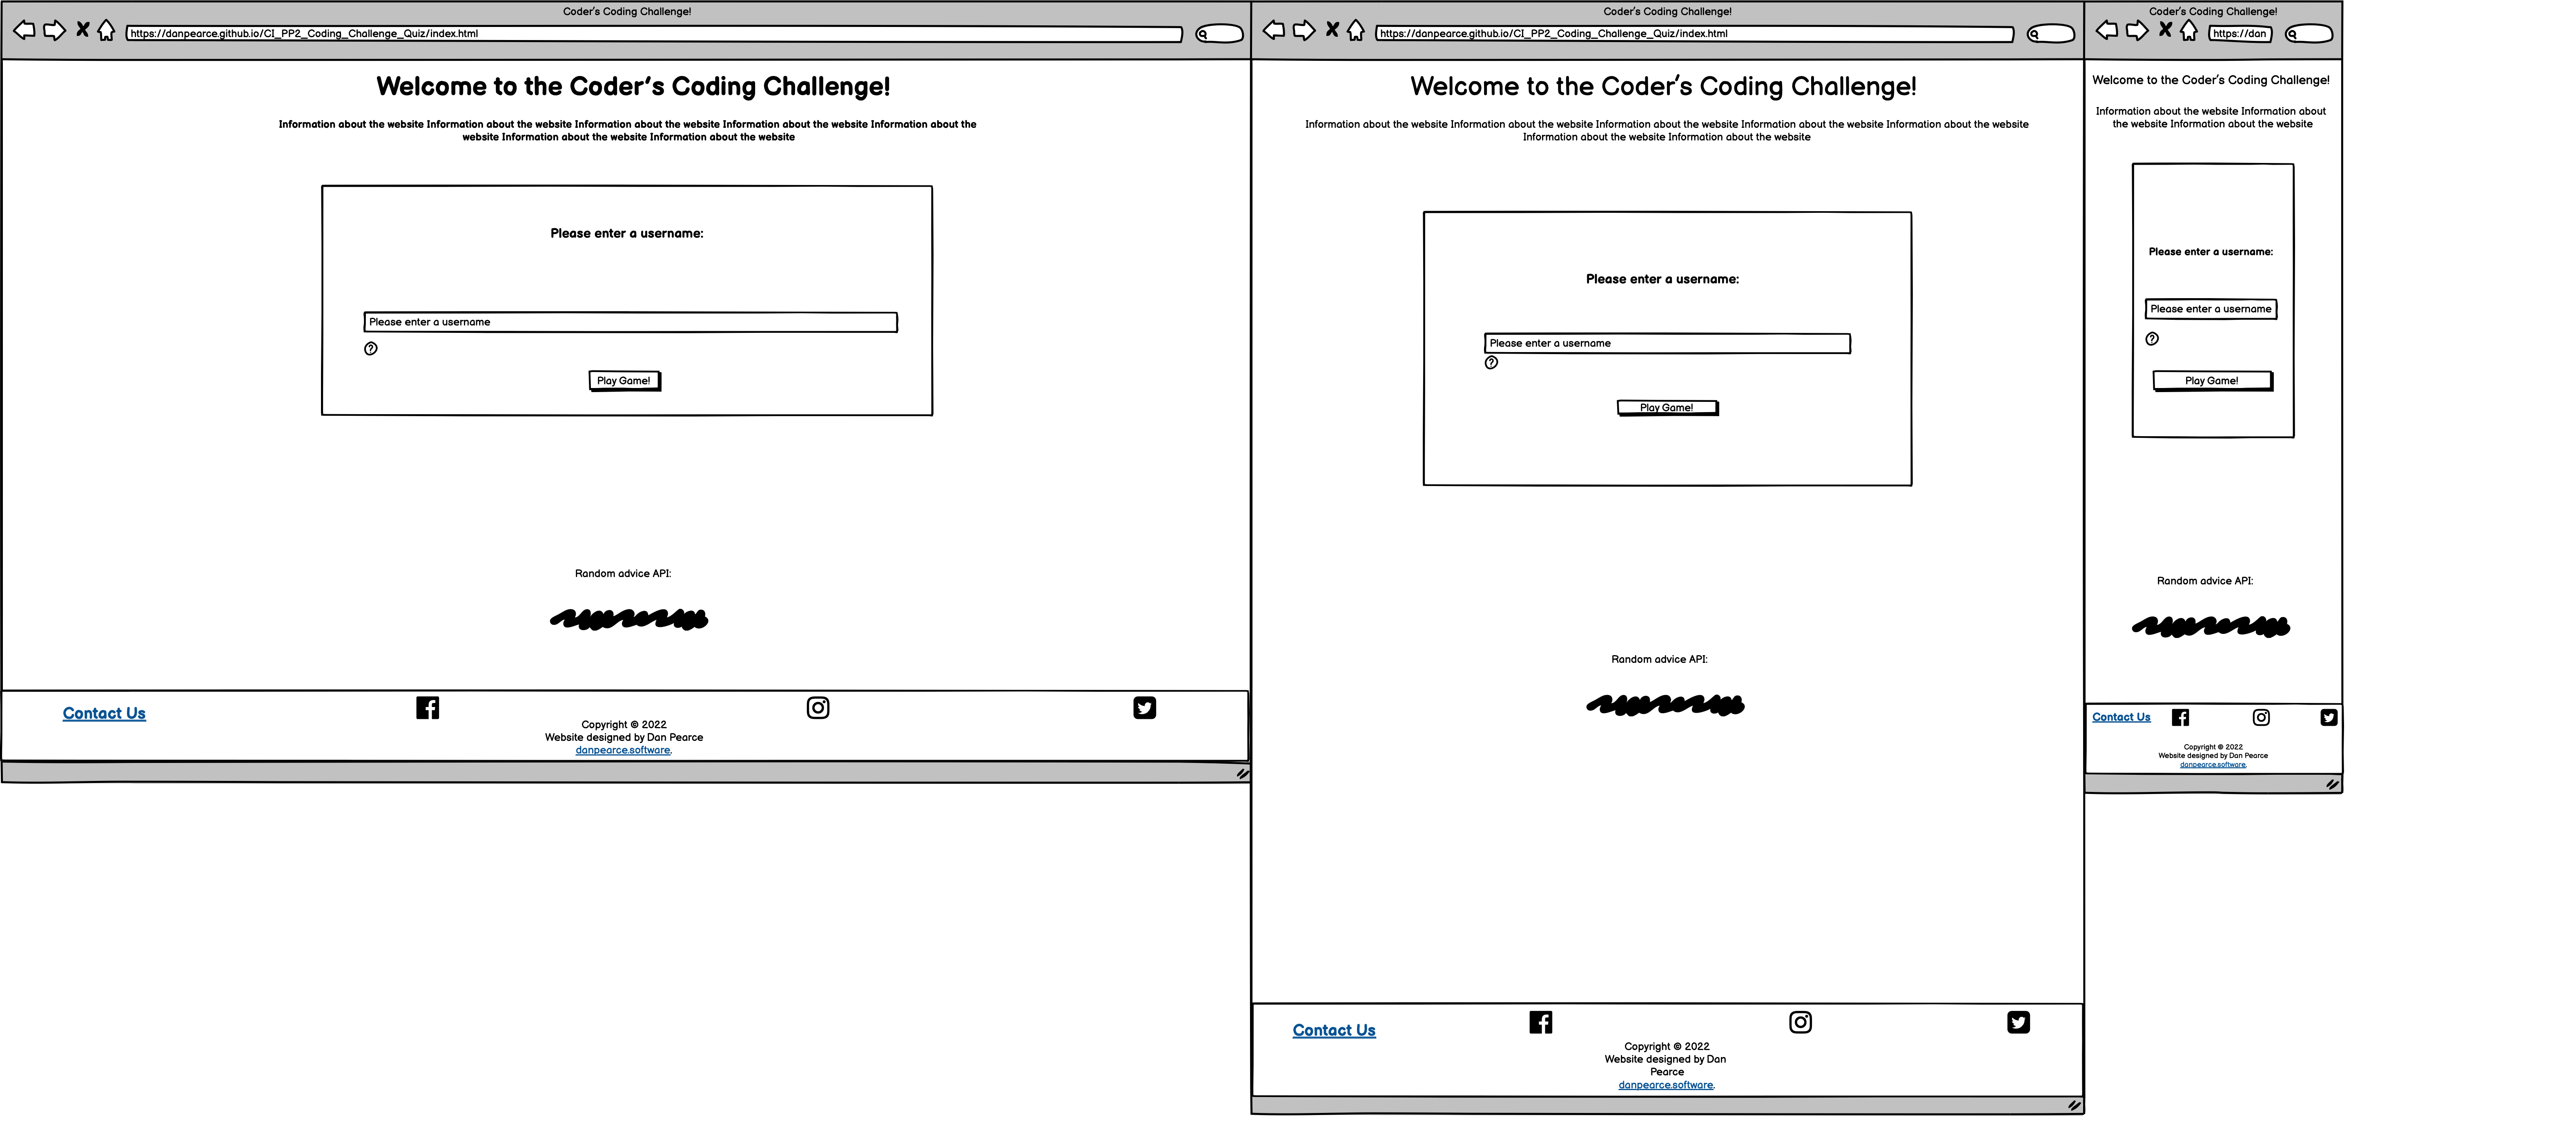 Coder's Coding Challenge!
https://danpearce.github.io/CI_PP2_Coding_Challenge_Quiz/index.html
Welcome to the Coder's Coding Challenge!
Information about the website Information about the website Information about the website Information about the website Information about the
website Information about the website Information about the website
Please enter a username:
Please enter a username
?
Play Game!
Random advice API:
Contact Us
Copyright © 2022
Website designed by Dan Pearce
danpearce.software.
Coder's Coding Challenge!
https://danpearce.github.io/CI_PP2_Coding_Challenge_Quiz/index.html
Welcome to the Coder's Coding Challenge!
Information about the website Information about the website Information about the website Information about the website Information about the website
Information about the website Information about the website
Please enter a username:
Please enter a username
?
Play Game!
Random advice API:
Contact Us
Copyright © 2022
Website designed by Dan
Pearce
danpearce.software.
Coder's Coding Challenge!
https://dan
Welcome to the Coder's Coding Challenge!
Information about the website Information about
the website Information about the website
Please enter a username:
Please enter a username
?
Play Game!
Random advice API:
Contact Us
Copyright © 2022
Website designed by Dan Pearce
danpearce.software.